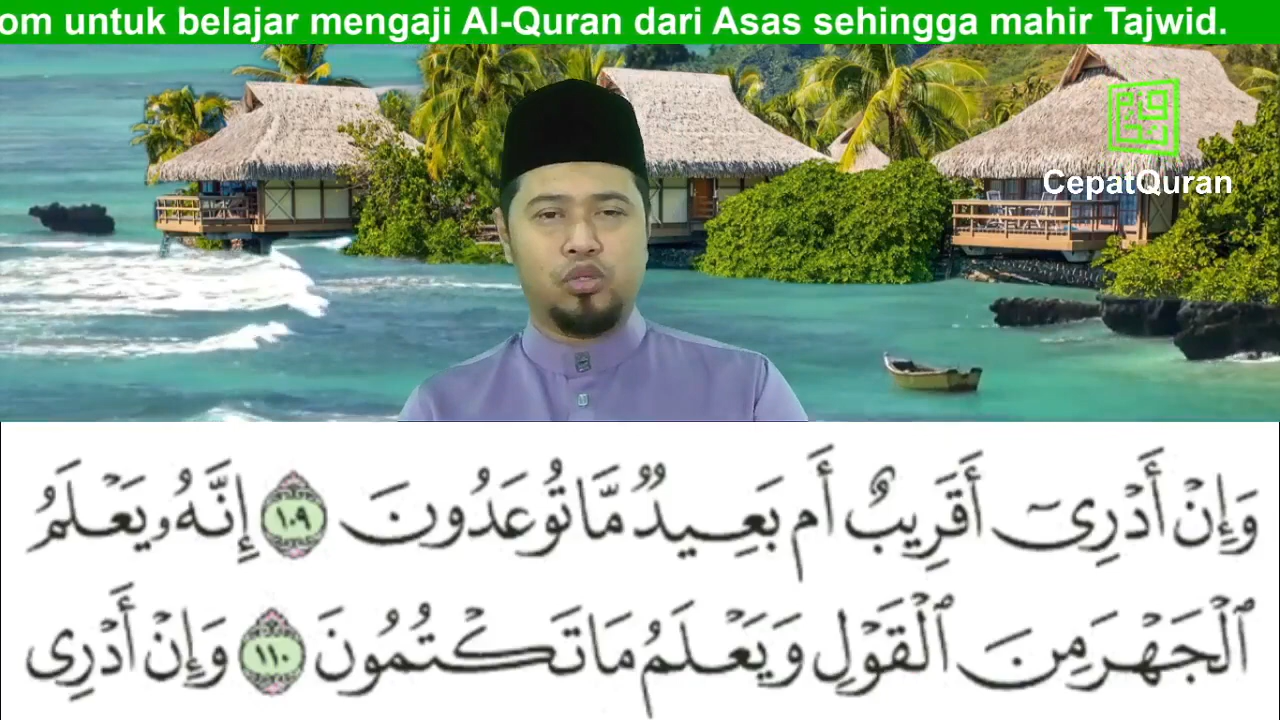 om untuk belajar mengaji Al-Quran dari Asas sehingga mahir Tajwid.
CepatQuran
وَإِنْ أَدْرِىٓ أَقَرِيبٌ أَم بَعِيدٌ مَّا تُوعَدُونَ ١٠٩ إِنَّهُۥ يَعْلَمُ
ٱلْجَهْرَ مِنَ ٱلْقَوْلِ وَيَعْلَمُ مَا تَكْتُمُونَ ١١٠ وَإِنْ أَدْرِى